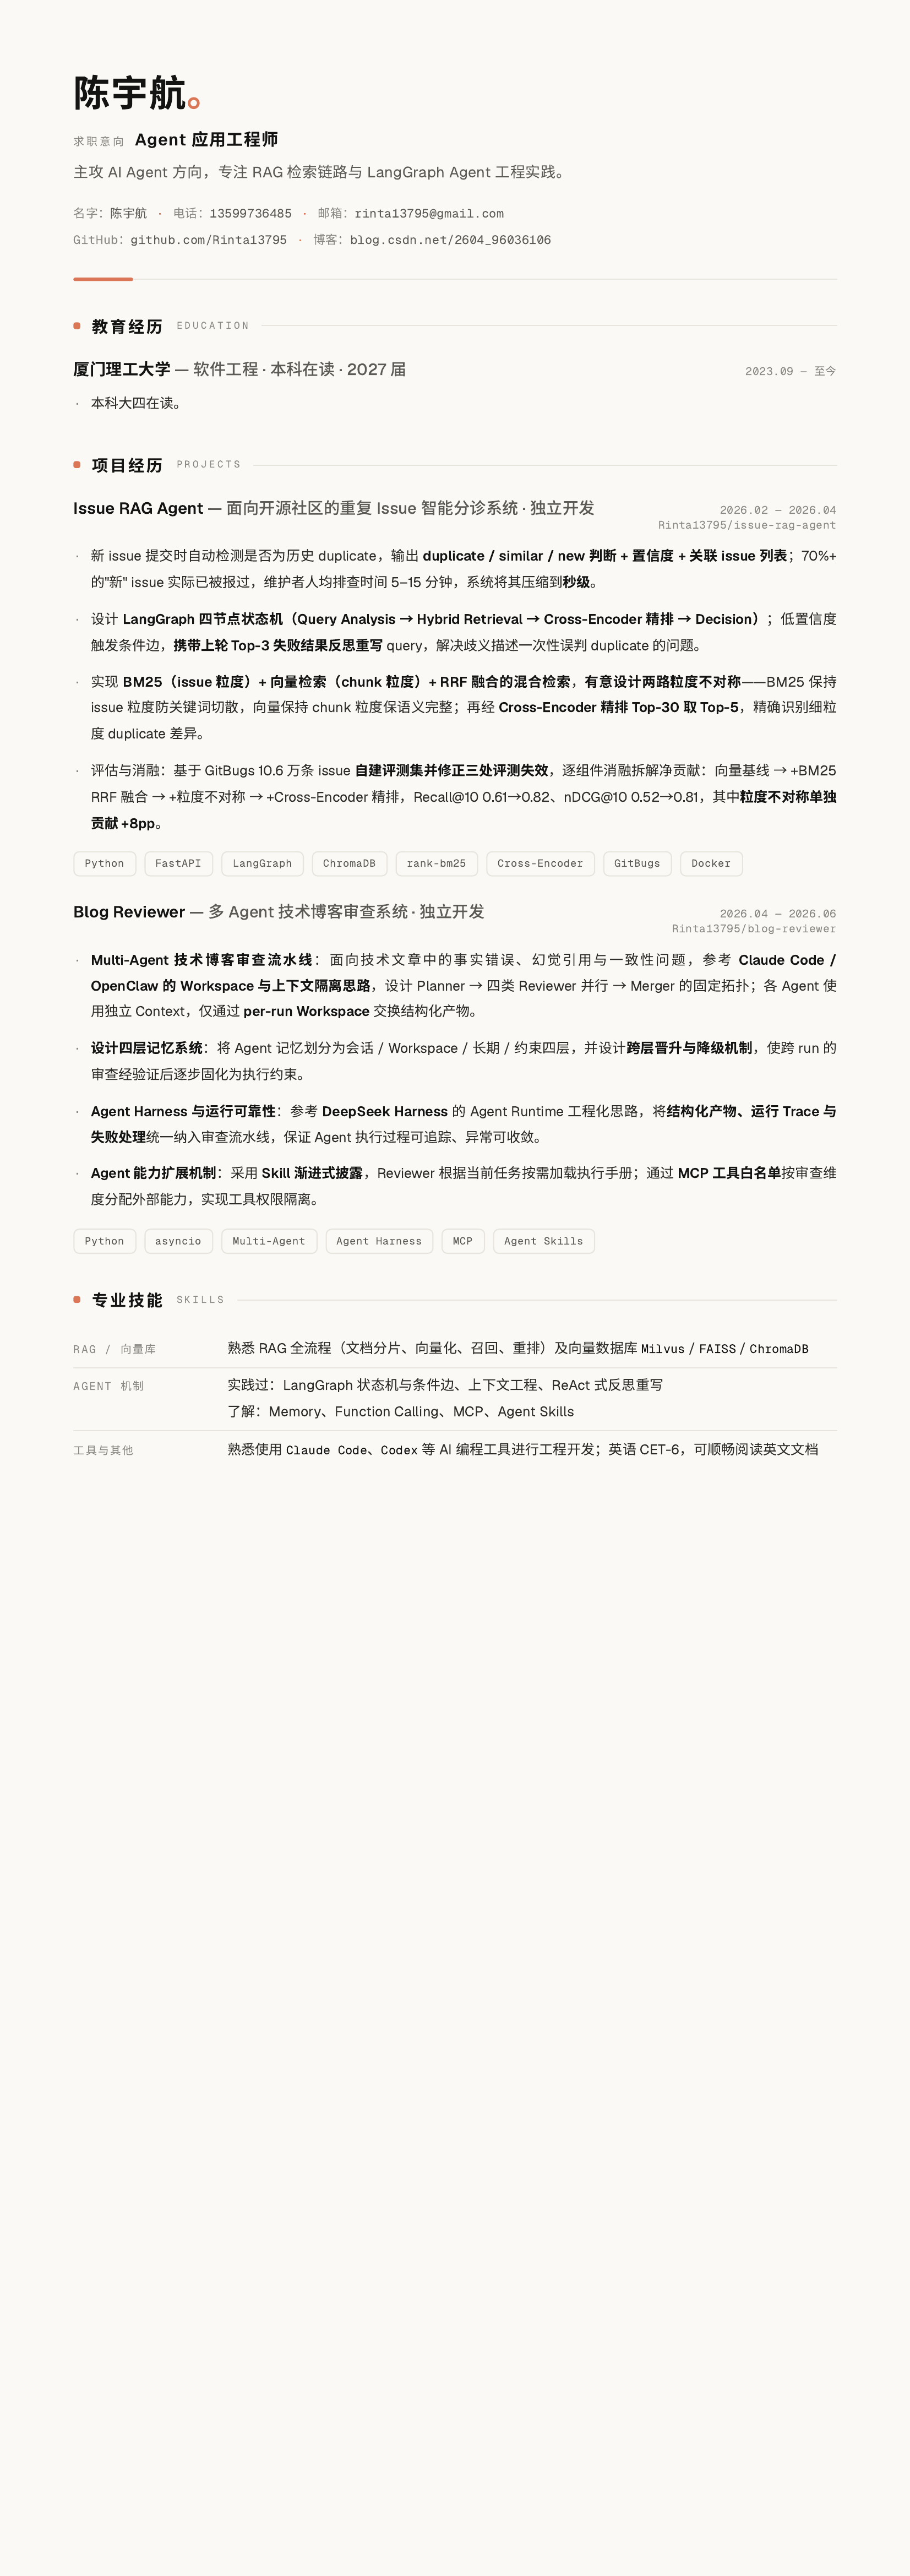 陈宇航。
求职意向 Agent 应用工程师
主攻 AI Agent 方向，专注 RAG 检索链路与 LangGraph Agent 工程实践。
名字：陈宇航 · 电话：13599736485 · 邮箱：rinta13795@gmail.com
GitHub：github.com/Rinta13795 · 博客：blog.csdn.net/2604_96036106
教育经历 EDUCATION
厦门理工大学 — 软件工程 · 本科在读 · 2027 届 2023.09 — 至今
· 本科大四在读。
项目经历 PROJECTS
Issue RAG Agent — 面向开源社区的重复 Issue 智能分诊系统 · 独立开发 2026.02 — 2026.04
Rinta13795/issue-rag-agent
· 新 issue 提交时自动检测是否为历史 duplicate，输出 duplicate / similar / new 判断 + 置信度 + 关联 issue 列表；70%+
的"新" issue 实际已被报过，维护者人均排查时间 5–15 分钟，系统将其压缩到秒级。
· 设计 LangGraph 四节点状态机（Query Analysis → Hybrid Retrieval → Cross-Encoder 精排 → Decision）；低置信度
触发条件边，携带上轮 Top-3 失败结果反思重写 query，解决歧义描述一次性误判 duplicate 的问题。
· 实现 BM25（issue 粒度）+ 向量检索（chunk 粒度）+ RRF 融合的混合检索，有意设计两路粒度不对称——BM25 保持
issue 粒度防关键词切散，向量保持 chunk 粒度保语义完整；再经 Cross-Encoder 精排 Top-30 取 Top-5，精确识别细粒
度 duplicate 差异。
· 评估与消融：基于 GitBugs 10.6 万条 issue 自建评测集并修正三处评测失效，逐组件消融拆解净贡献：向量基线 → +BM25
RRF 融合 → +粒度不对称 → +Cross-Encoder 精排，Recall@10 0.61→0.82、nDCG@10 0.52→0.81，其中粒度不对称单独
贡献 +8pp。
Python FastAPI LangGraph ChromaDB rank-bm25 Cross-Encoder GitBugs Docker
Blog Reviewer — 多 Agent 技术博客审查系统 · 独立开发 2026.04 — 2026.06
Rinta13795/blog-reviewer
· Multi-Agent 技术博客审查流水线：面向技术文章中的事实错误、幻觉引用与一致性问题，参考 Claude Code /
OpenClaw 的 Workspace 与上下文隔离思路，设计 Planner → 四类 Reviewer 并行 → Merger 的固定拓扑；各 Agent 使
用独立 Context，仅通过 per-run Workspace 交换结构化产物。
· 设计四层记忆系统：将 Agent 记忆划分为会话 / Workspace / 长期 / 约束四层，并设计跨层晋升与降级机制，使跨 run 的
审查经验证后逐步固化为执行约束。
· Agent Harness 与运行可靠性：参考 DeepSeek Harness 的 Agent Runtime 工程化思路，将结构化产物、运行 Trace 与
失败处理统一纳入审查流水线，保证 Agent 执行过程可追踪、异常可收敛。
· Agent 能力扩展机制：采用 Skill 渐进式披露，Reviewer 根据当前任务按需加载执行手册；通过 MCP 工具白名单按审查维
度分配外部能力，实现工具权限隔离。
Python asyncio Multi-Agent Agent Harness MCP Agent Skills
专业技能 SKILLS
RAG / 向量库 熟悉 RAG 全流程（文档分片、向量化、召回、重排）及向量数据库 Milvus / FAISS / ChromaDB
AGENT 机制 实践过：LangGraph 状态机与条件边、上下文工程、ReAct 式反思重写
了解：Memory、Function Calling、MCP、Agent Skills
工具与其他 熟悉使用 Claude Code、Codex 等 AI 编程工具进行工程开发；英语 CET-6，可顺畅阅读英文文档